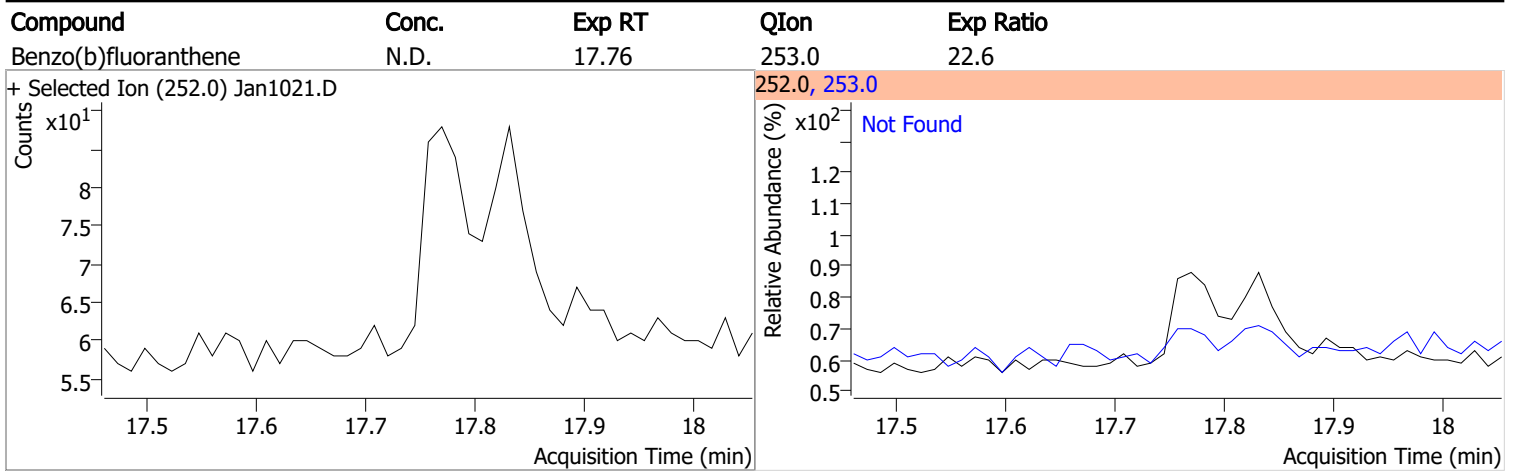 Compound Conc. Exp RT QIon Exp Ratio
Benzo(b)fluoranthene N.D. 17.76 253.0 22.6
+ Selected Ion (252.0) Jan1021.D
Counts
x10¹
8
7.5
7
6.5
6
5.5
17.5 17.6 17.7 17.8 17.9 18
Acquisition Time (min)
252.0, 253.0
Relative Abundance (%)
x10²
Not Found
1.2
1.1
1
0.9
0.8
0.7
0.6
0.5
17.5 17.6 17.7 17.8 17.9 18
Acquisition Time (min)